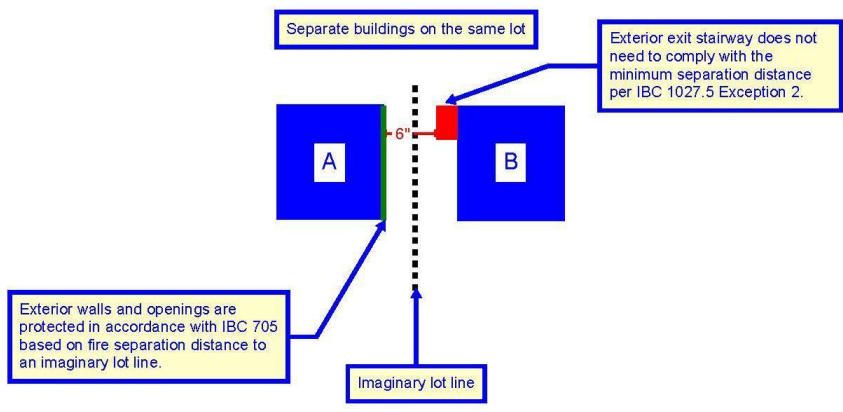 Separate buildings on the same lot
Exterior exit stairway does not
need to comply with the
minimum separation distance
per IBC 1027.5 Exception 2.
6"
A
B
Exterior walls and openings are
protected in accordance with IBC 705
based on fire separation distance to
an imaginary lot line.
Imaginary lot line